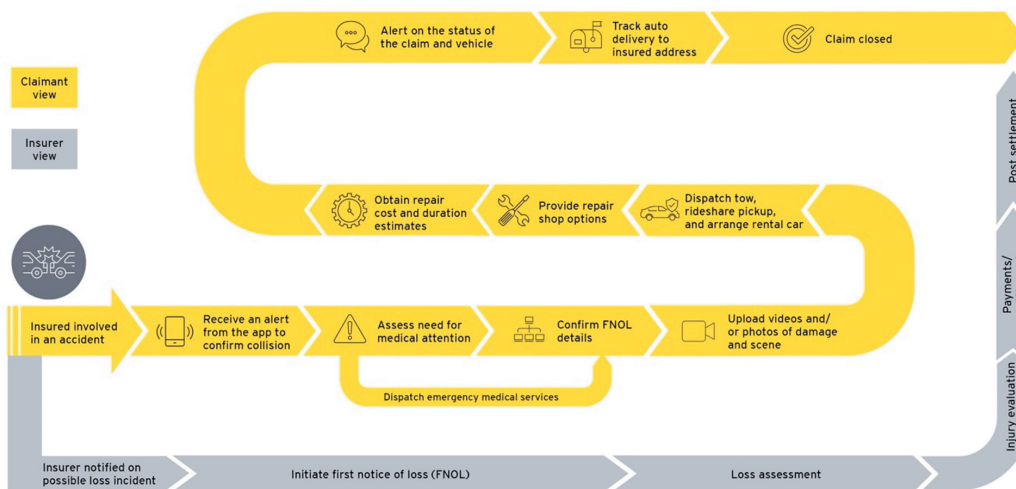 Claimant
view
Insurer
view
Insured involved
in an accident
Receive an alert
from the app to
confirm collision
Assess need for
medical attention
Dispatch emergency medical services
Confirm FNOL
details
Upload videos and/
or photos of damage
and scene
Dispatch tow,
rideshare pickup,
and arrange rental car
Provide repair
shop options
Obtain repair
cost and duration
estimates
Alert on the status of
the claim and vehicle
Track auto
delivery to
insured address
Claim closed
Insurer notified on
possible loss incident
Initiate first notice of loss (FNOL)
Loss assessment
Injury evaluation
Payments/
Post settlement